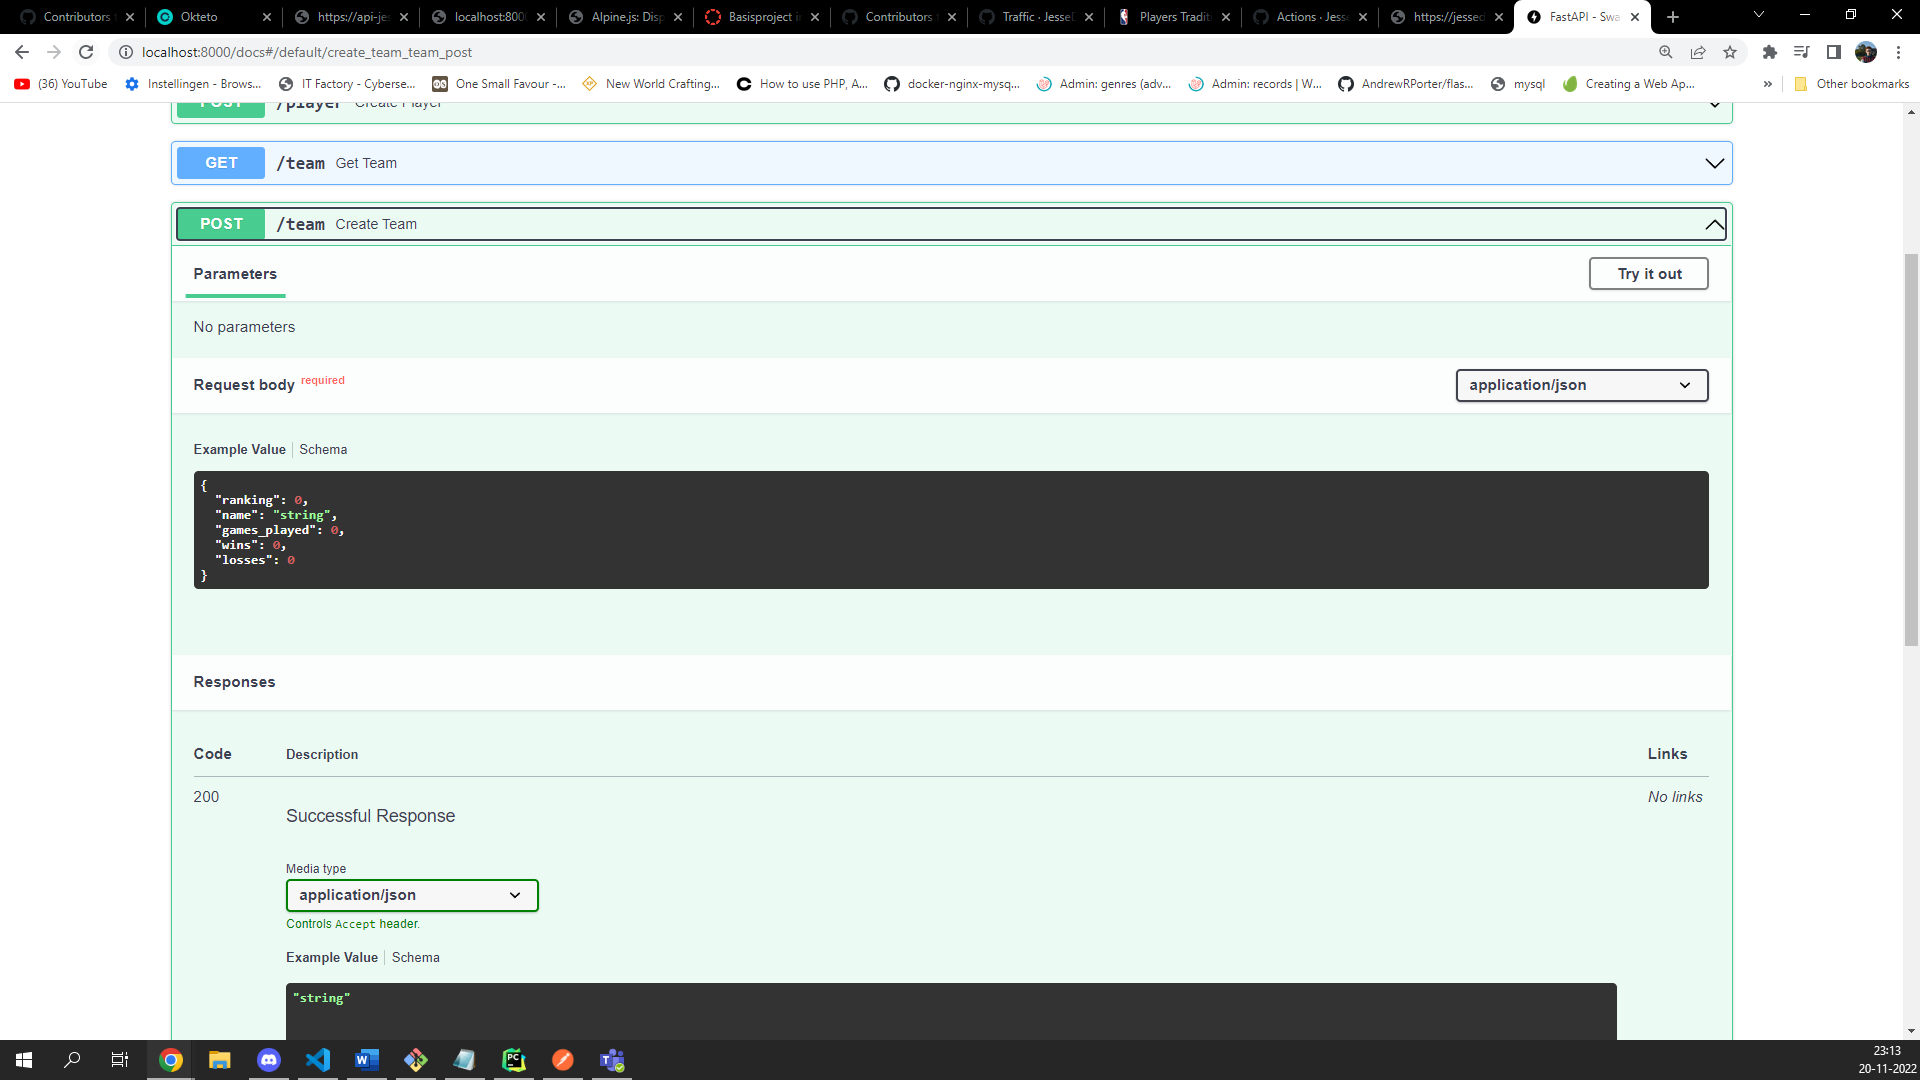 Contributors
Okteto
https://api-jes
localhost:800
Alpine.js: Disp
Basisproject i
Contributors
Traffic · Jesse
Players Tradit
Actions · Jesse
https://jessed
FastAPI - Swa
localhost:8000/docs#/default/create_team_team_post
(36) YouTube
Instellingen - Brows...
IT Factory - Cyberse...
One Small Favour -...
New World Crafting...
How to use PHP, A...
docker-nginx-mysq...
Admin: genres (adv...
Admin: records | W...
AndrewRPorter/flas...
mysql
Creating a Web Ap...
»
Other bookmarks
POST /player Create Player
GET /team Get Team
POST /team Create Team
Parameters
Try it out
No parameters
Request body required
application/json
Example Value | Schema
{
"ranking": 0,
"name": "string",
"games_played": 0,
"wins": 0,
"losses": 0
}
Responses
Code Description Links
200
Successful Response
No links
Media type
application/json
Controls Accept header.
Example Value | Schema
"string"
23:13
20-11-2022